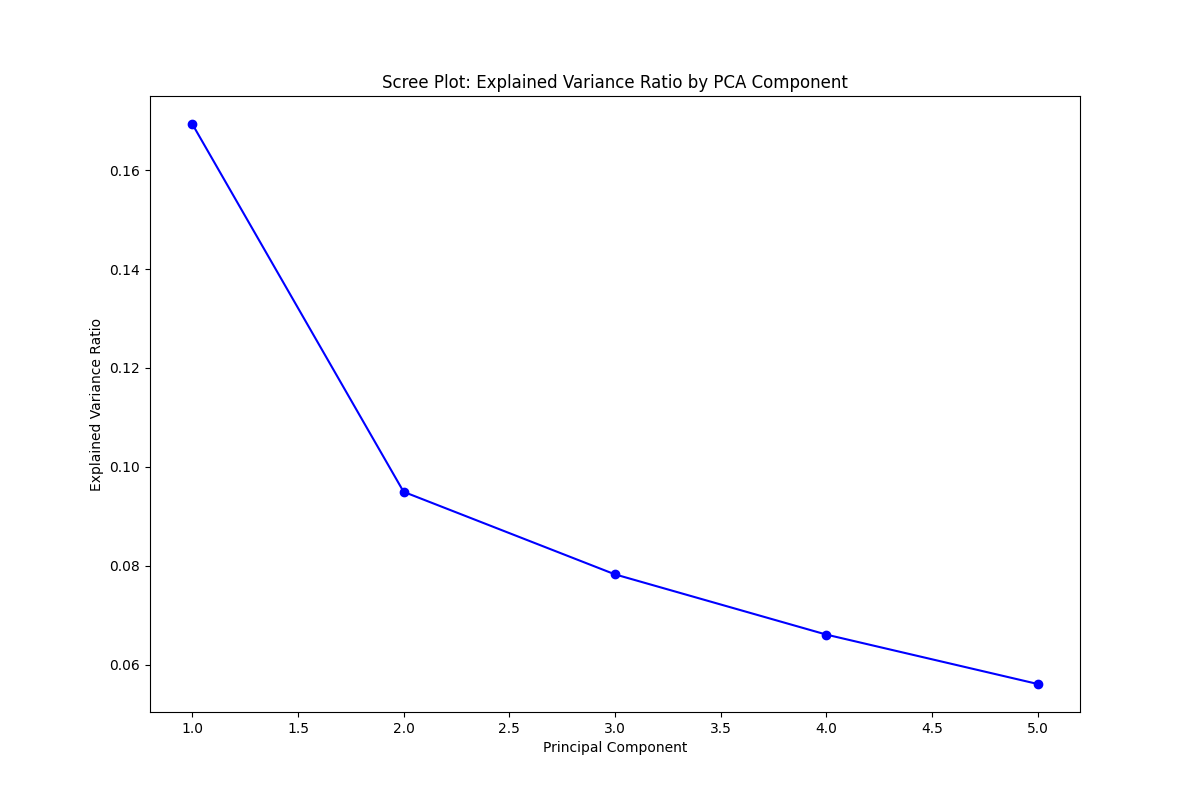 Scree Plot: Explained Variance Ratio by PCA Component
0.16
0.14
0.12
0.10
0.08
0.06
Explained Variance Ratio
1.0 1.5 2.0 2.5 3.0 3.5 4.0 4.5 5.0
Principal Component